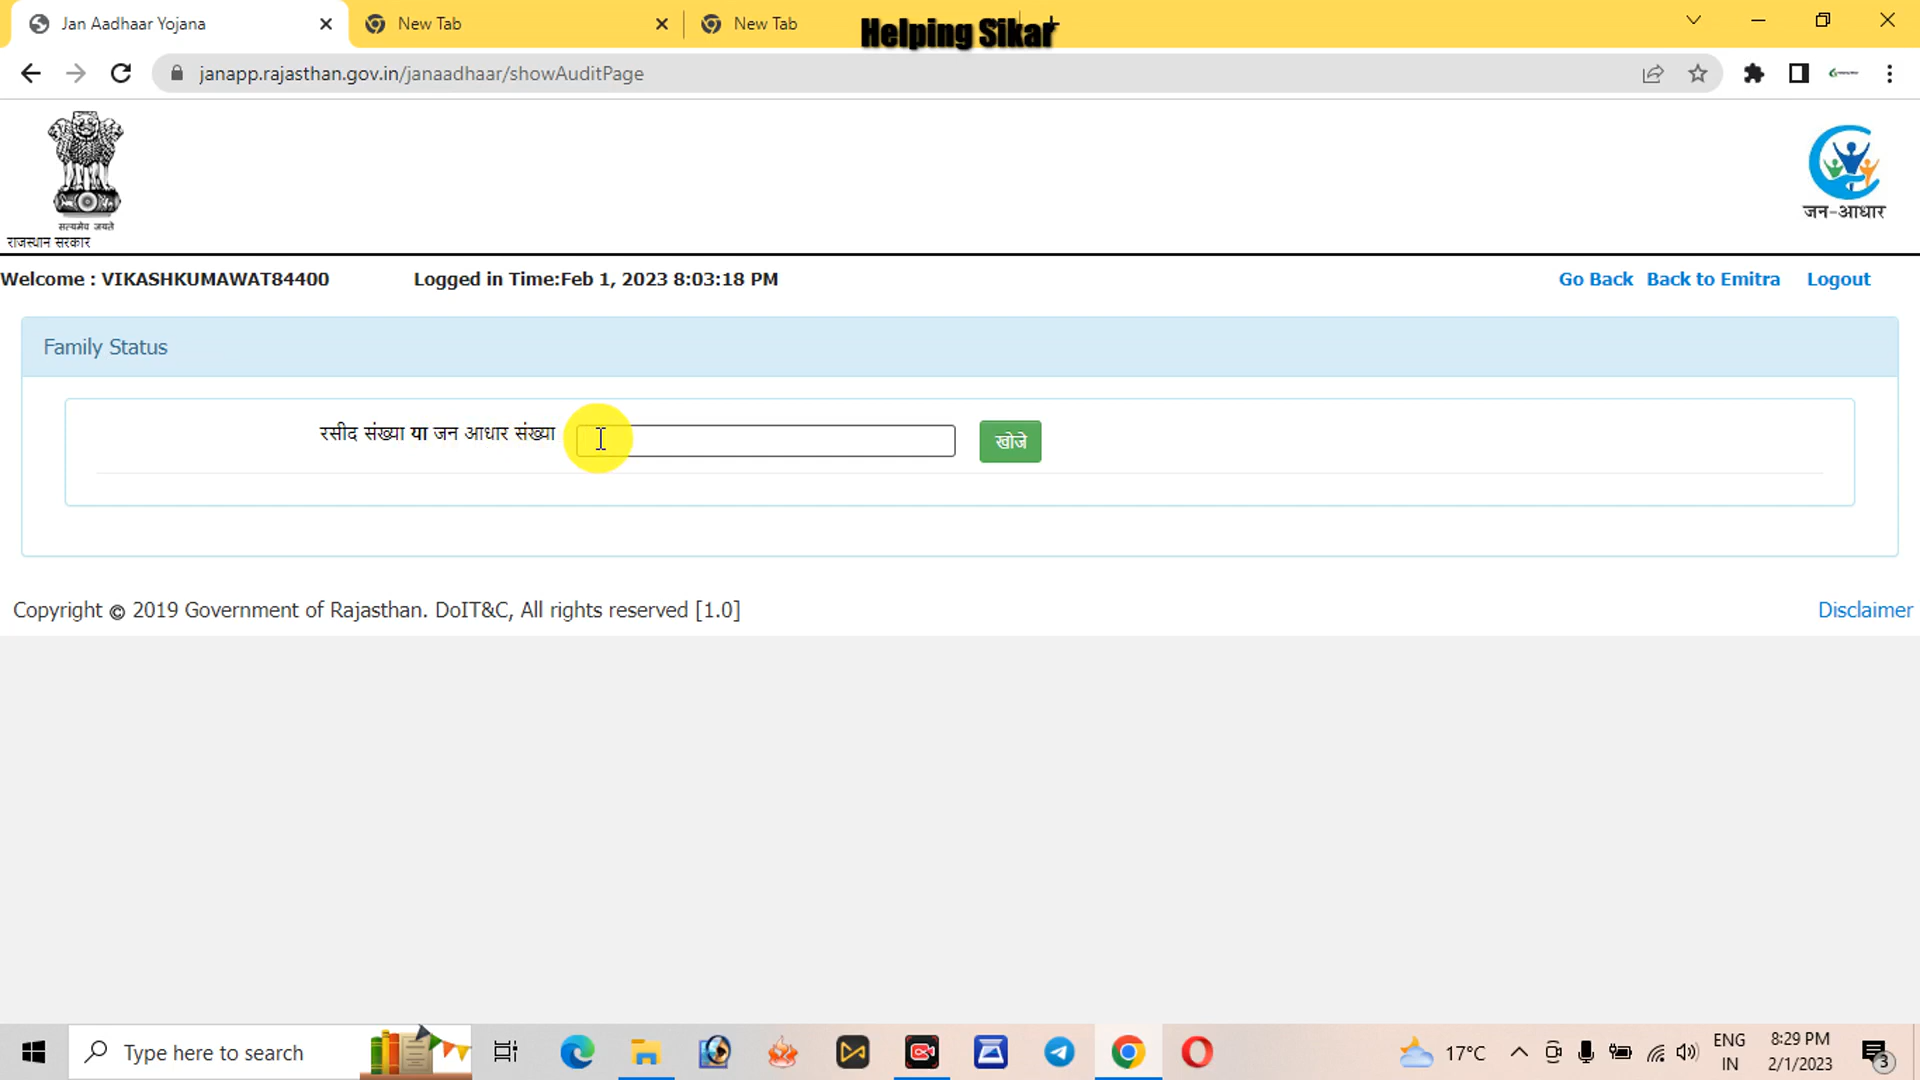 Jan Aadhaar Yojana
New Tab
New Tab
Helping Sikar
janapp.rajasthan.gov.in/janaadhaar/showAuditPage
सत्यमेव जयते
राजस्थान सरकार
जन-आधार
Welcome : VIKASHKUMAWAT84400 Logged in Time:Feb 1, 2023 8:03:18 PM Go Back Back to Emitra Logout
Family Status
रसीद संख्या या जन आधार संख्या खोजे
Copyright © 2019 Government of Rajasthan. DoIT&C, All rights reserved [1.0] Disclaimer
Type here to search
17°C
ENG
IN
8:29 PM
2/1/2023
3